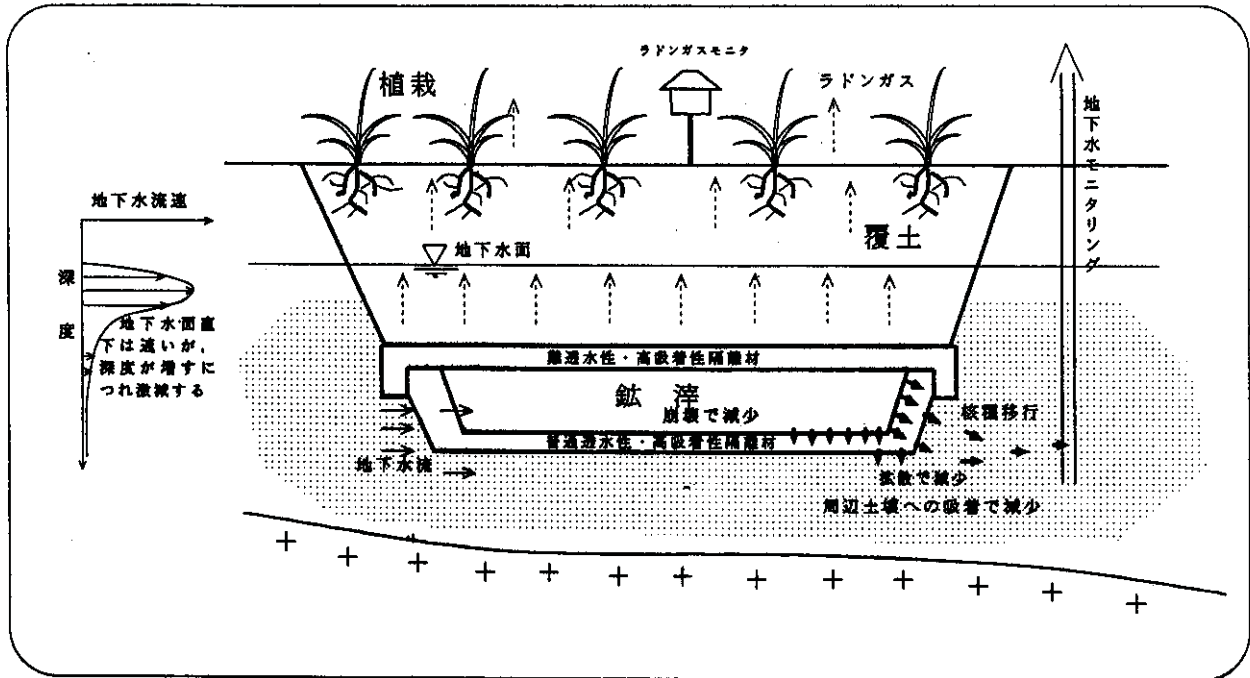 ラドンガスモニタ
植栽
ラドンガス
地下水モニタリング
地下水流速
覆土
地下水面
深度
地下水面直
下は速いが,
深度が増すに
つれ激減する
難透水性・高吸着性隔離材
鉱滓
崩壊で減少
核種移行
普通透水性・高吸着性隔離材
地下水流
拡散で減少
周辺土壌への吸着で減少